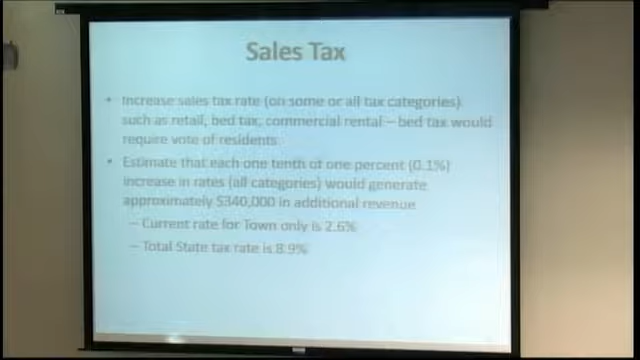 Sales Tax
• Increase sales tax rate (on some or all tax categories)
such as retail, bed tax, commercial rental – bed tax would
require vote of residents
• Estimate that each one tenth of one percent (0.1%)
increase in rates (all categories) would generate
approximately $340,000 in additional revenue
– Current rate for Town only is 2.6%
– Total State tax rate is 8.9%